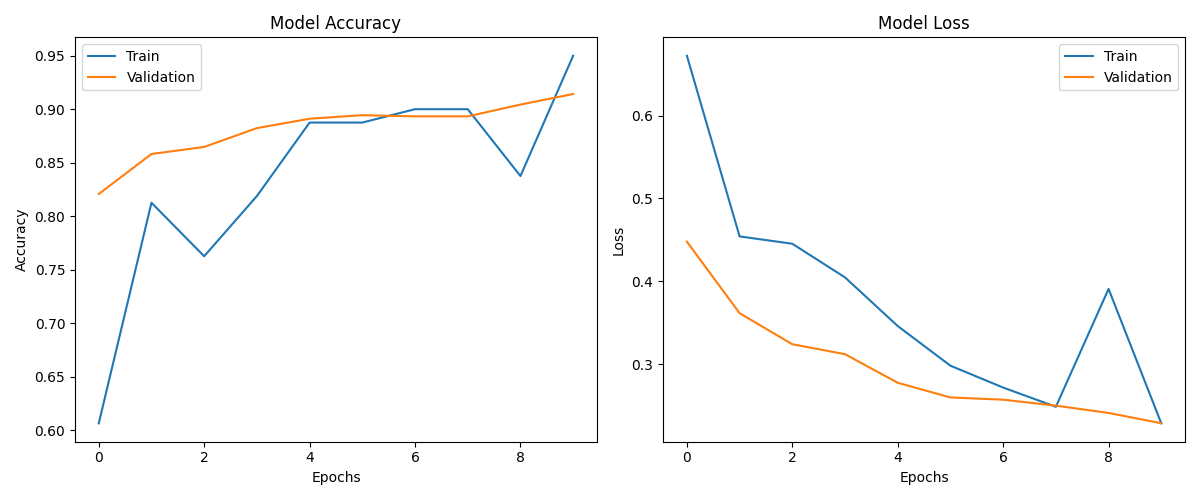 Model Accuracy
Train
Validation
0.95
0.90
0.85
0.80
0.75
0.70
0.65
0.60
Accuracy
0 2 4 6 8
Epochs
Model Loss
Train
Validation
0.6
0.5
0.4
0.3
Loss
0 2 4 6 8
Epochs